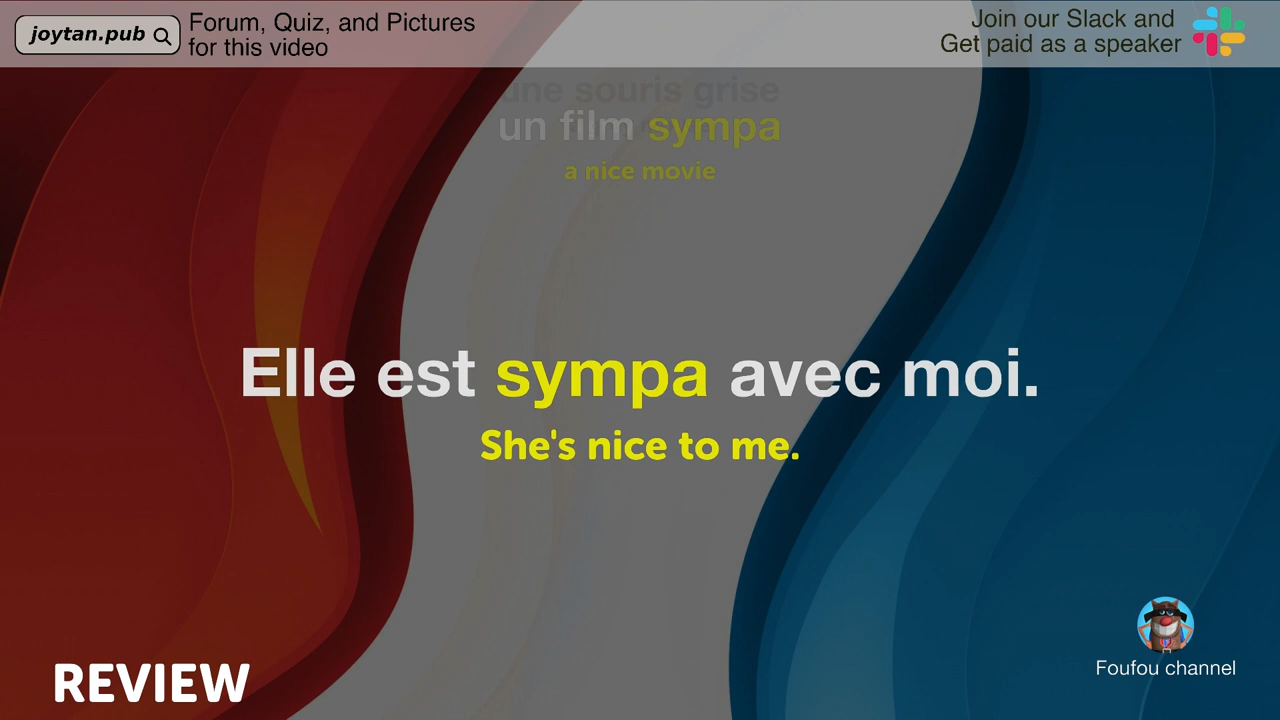 joytan.pub
Forum, Quiz, and Pictures
for this video
Join our Slack and
Get paid as a speaker
une souris grise
un film sympa
a nice movie
Elle est sympa avec moi.
She's nice to me.
REVIEW
Foufou channel